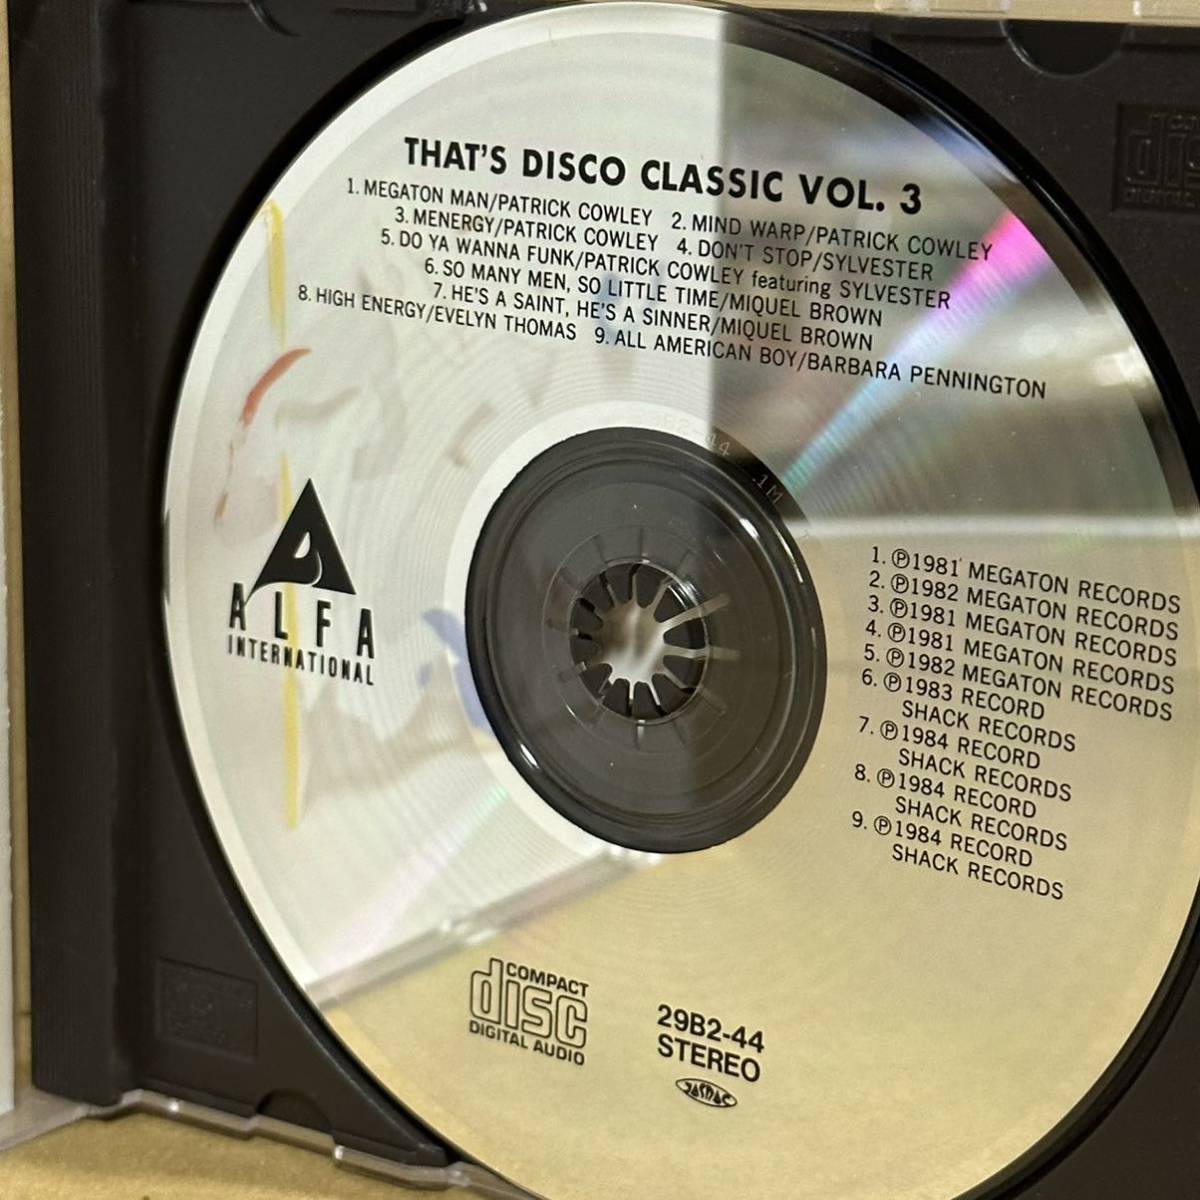 THAT'S DISCO CLASSIC VOL. 3
1. MEGATON MAN/PATRICK COWLEY 2. MIND WARP/PATRICK COWLEY
3. MENERGY/PATRICK COWLEY 4. DON'T STOP/SYLVESTER
5. DO YA WANNA FUNK/PATRICK COWLEY featuring SYLVESTER
6. SO MANY MEN, SO LITTLE TIME/MIQUEL BROWN
7. HE'S A SAINT, HE'S A SINNER/MIQUEL BROWN
8. HIGH ENERGY/EVELYN THOMAS 9. ALL AMERICAN BOY/BARBARA PENNINGTON
ALFA
INTERNATIONAL
1. ℗1981 MEGATON RECORDS
2. ℗1982 MEGATON RECORDS
3. ℗1981 MEGATON RECORDS
4. ℗1981 MEGATON RECORDS
5. ℗1982 MEGATON RECORDS
6. ℗1983 RECORD
SHACK RECORDS
7. ℗1984 RECORD
SHACK RECORDS
8. ℗1984 RECORD
SHACK RECORDS
9. ℗1984 RECORD
SHACK RECORDS
COMPACT
disc
DIGITAL AUDIO
29B2-44
STEREO
JASRAC